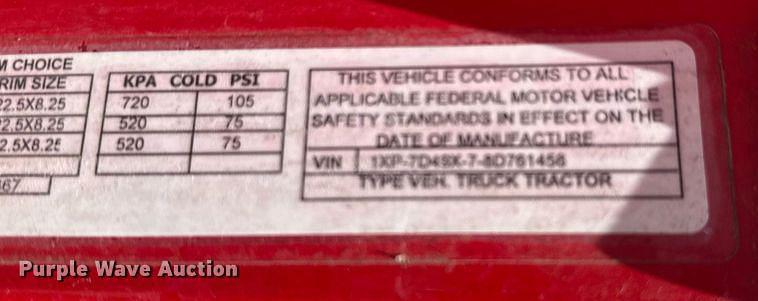 M CHOICE
RIM SIZE KPA COLD PSI
22.5X8.25 720 105
22.5X8.25 520 75
2.5X8.25 520 75
67
THIS VEHICLE CONFORMS TO ALL
APPLICABLE FEDERAL MOTOR VEHICLE
SAFETY STANDARDS IN EFFECT ON THE
DATE OF MANUFACTURE
VIN 1XP-7D49X-7-8D761456
TYPE VEH. TRUCK TRACTOR
Purple Wave Auction